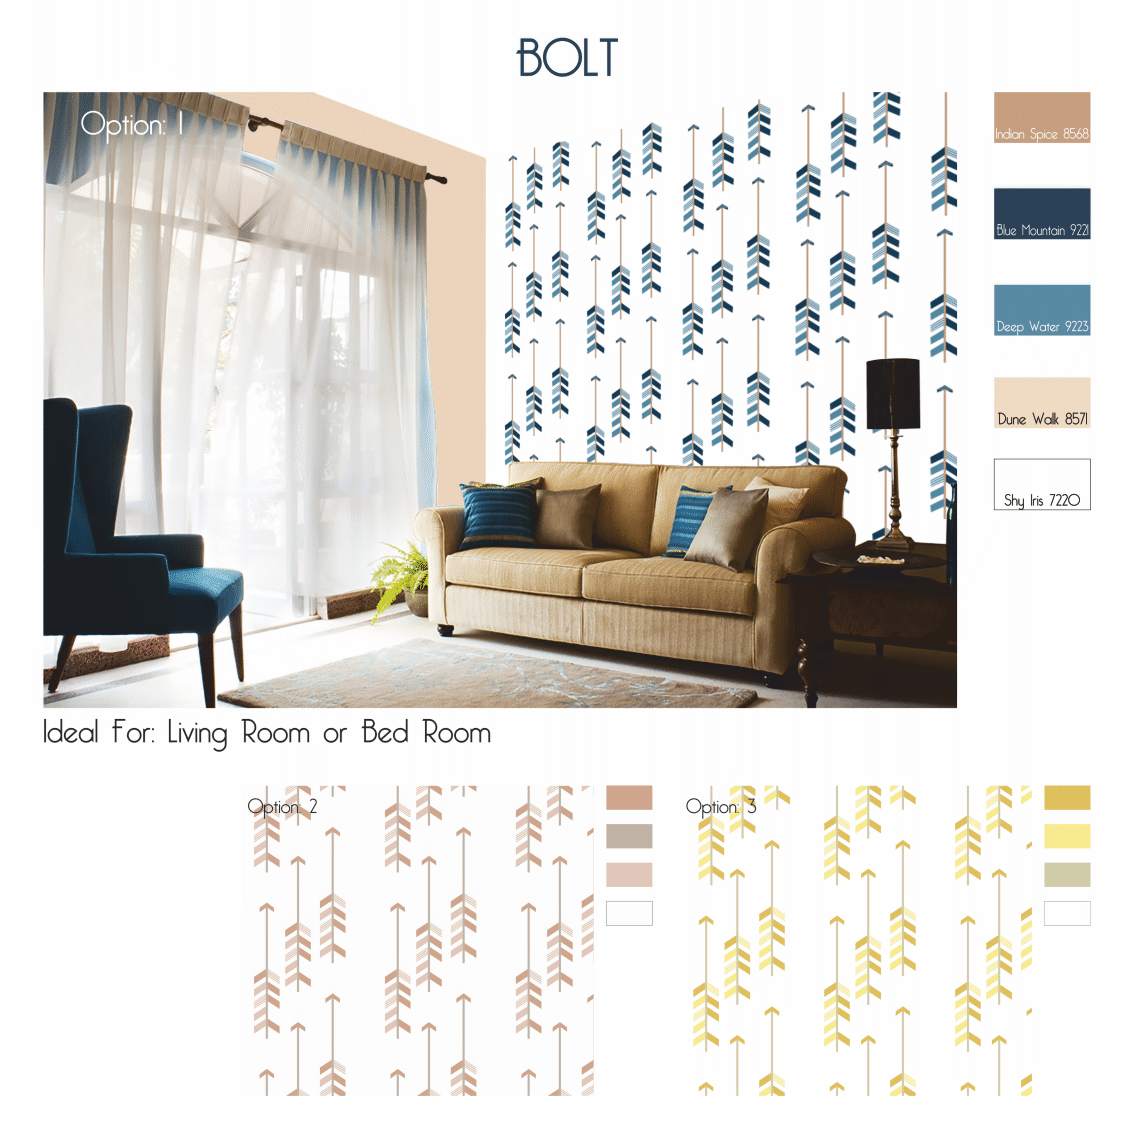 BOLT
Option: 1
Indian Spice 8568
Blue Mountain 9221
Deep Water 9223
Dune Walk 8571
Shy Iris 7220
Ideal For: Living Room or Bed Room
Option: 2
Option: 3